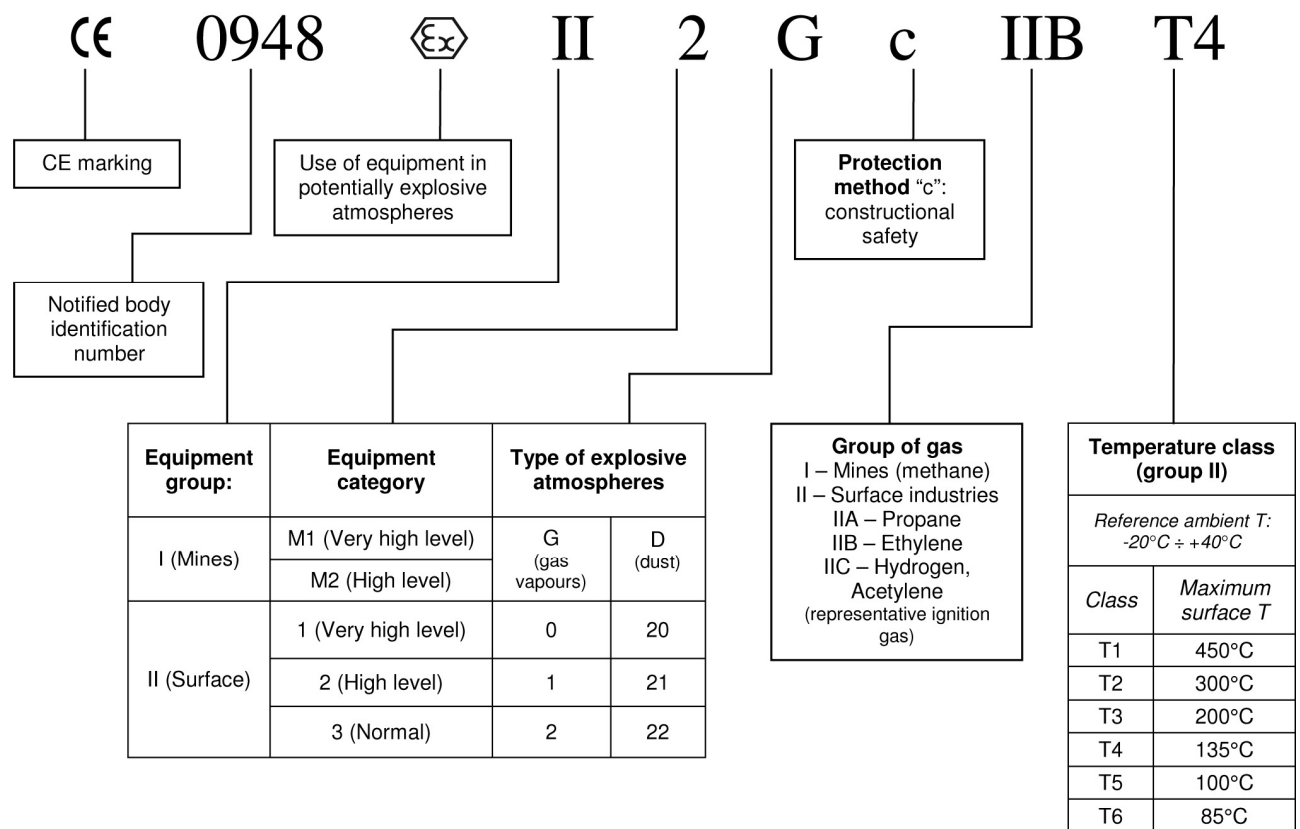 CE 0948 Ex II 2 G c IIB T4
CE marking
Use of equipment in
potentially explosive
atmospheres
Protection
method “c”:
constructional
safety
Notified body
identification
number
Equipment
group:
Equipment
category
Type of explosive
atmospheres
I (Mines)
M1 (Very high level)
M2 (High level)
G
(gas
vapours)
D
(dust)
II (Surface)
1 (Very high level) 0 20
2 (High level) 1 21
3 (Normal) 2 22
Group of gas
I – Mines (methane)
II – Surface industries
IIA – Propane
IIB – Ethylene
IIC – Hydrogen,
Acetylene
(representative ignition
gas)
Temperature class
(group II)
Reference ambient T:
-20°C ÷ +40°C
Class
Maximum
surface T
T1 450°C
T2 300°C
T3 200°C
T4 135°C
T5 100°C
T6 85°C